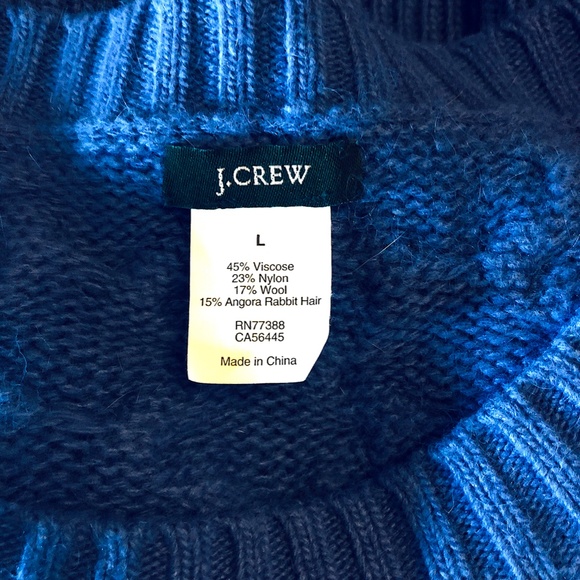 J.CREW
L
45% Viscose
23% Nylon
17% Wool
15% Angora Rabbit Hair
RN77388
CA56445
Made in China